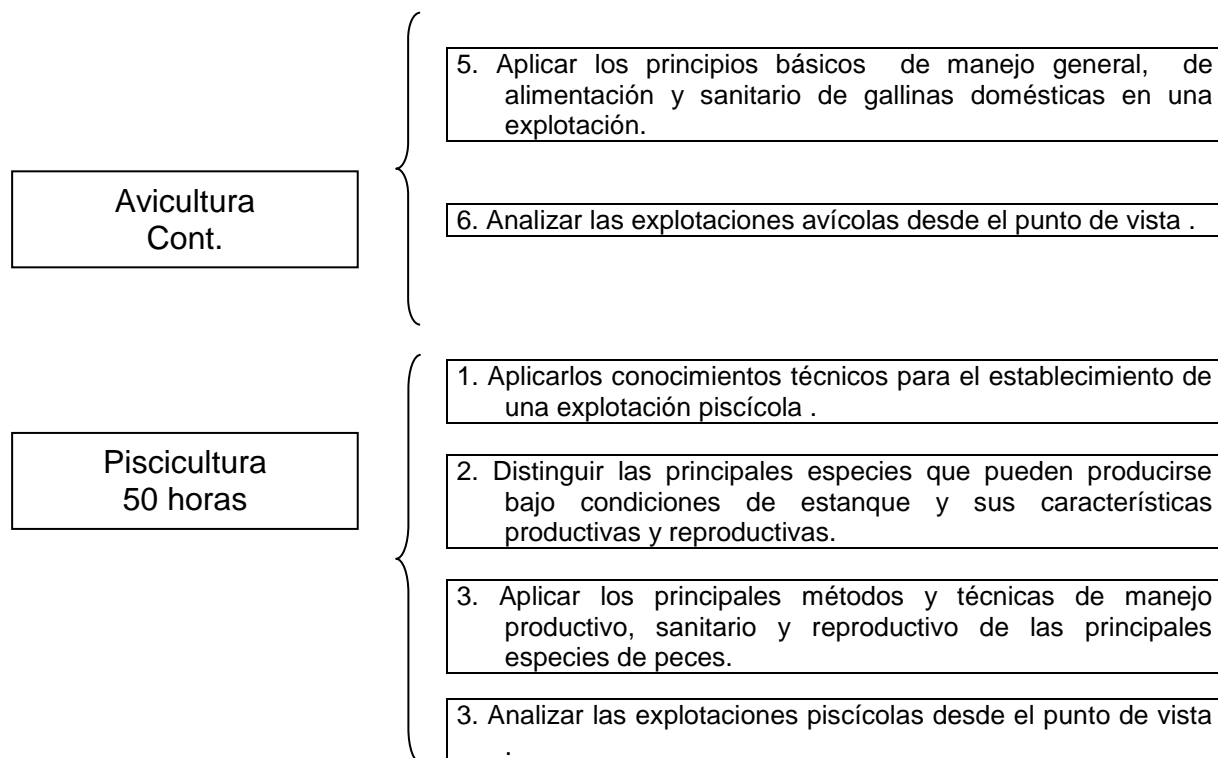 5. Aplicar los principios básicos de manejo general, de
alimentación y sanitario de gallinas domésticas en una
explotación.
Avicultura
Cont.
6. Analizar las explotaciones avícolas desde el punto de vista .
1. Aplicarlos conocimientos técnicos para el establecimiento de
una explotación piscícola .
Piscicultura
50 horas
2. Distinguir las principales especies que pueden producirse
bajo condiciones de estanque y sus características
productivas y reproductivas.
3. Aplicar los principales métodos y técnicas de manejo
productivo, sanitario y reproductivo de las principales
especies de peces.
3. Analizar las explotaciones piscícolas desde el punto de vista
.